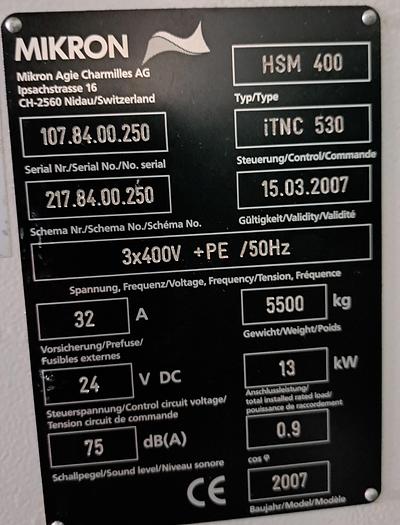 MIKRON
Mikron Agie Charmilles AG
Ipsachstrasse 16
CH-2560 Nidau/Switzerland
HSM 400
Typ/Type
107.84.00.250
Serial Nr./Serial No./No. serial
iTNC 530
Steuerung/Control/Commande
217.84.00.250
Schema Nr./Schema No./Schéma No.
15.03.2007
Gültigkeit/Validity/Validité
3x400V +PE /50Hz
Spannung, Frequenz/Voltage, Frequency/Tension, Fréquence
32 A
Vorsicherung/Prefuse/
Fusibles externes
5500 kg
Gewicht/Weight/Poids
24 V DC
Steuerspannung/Control circuit voltage/
Tension circuit de commande
13 kW
Anschlussleistung/
total installed rated load/
pouissance de raccordement
75 dB(A)
Schallpegel/Sound level/Niveau sonore
0.9
cos φ
CE
2007
Baujahr/Model/Modèle